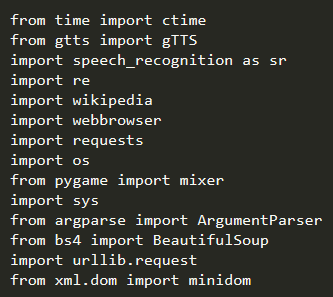 from time import ctime
from gtts import gTTS
import speech_recognition as sr
import re
import wikipedia
import webbrowser
import requests
import os
from pygame import mixer
import sys
from argparse import ArgumentParser
from bs4 import BeautifulSoup
import urllib.request
from xml.dom import minidom